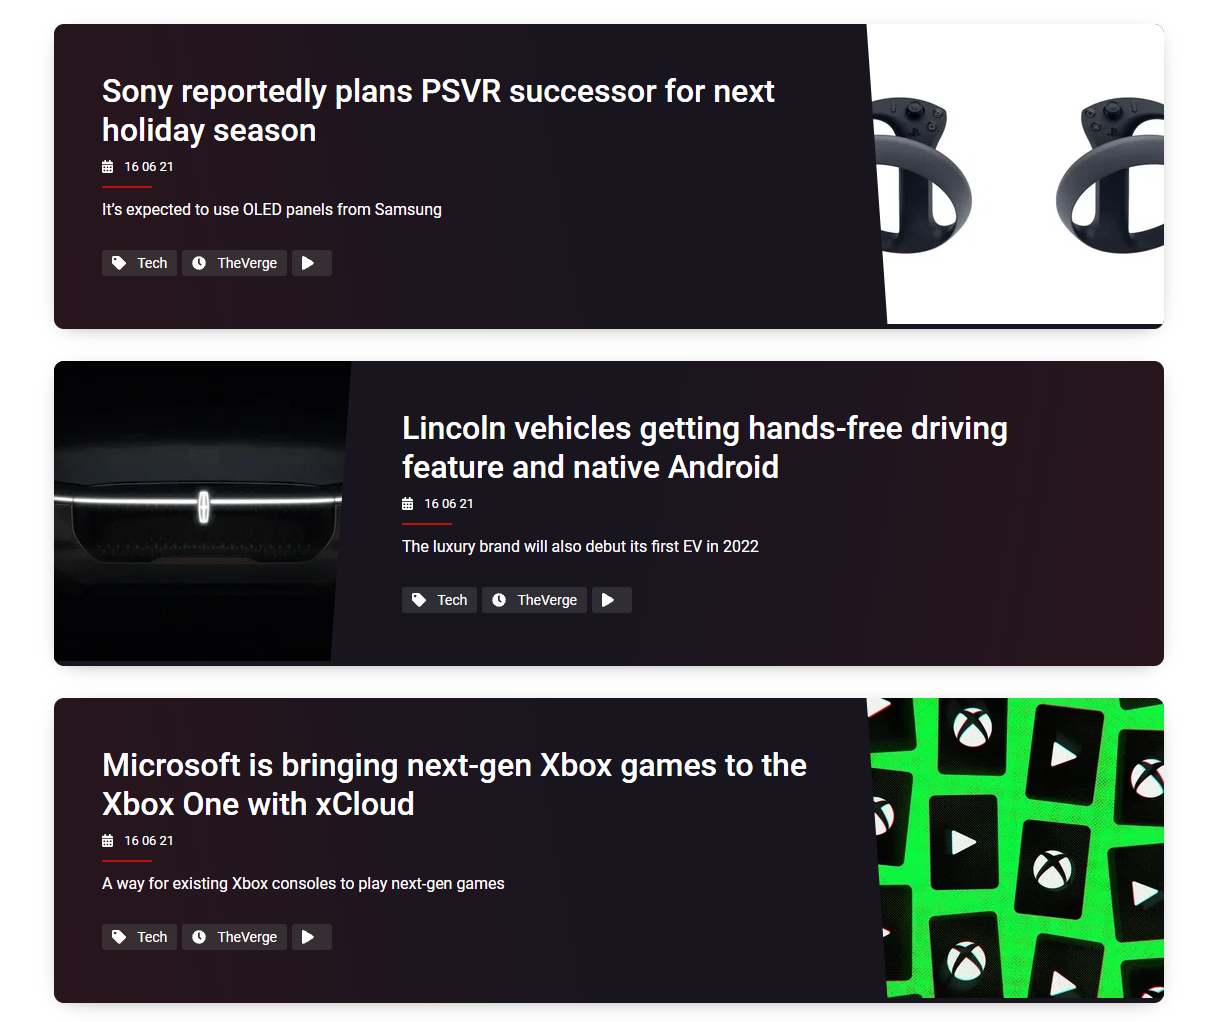 Sony reportedly plans PSVR successor for next
holiday season
16 06 21
It’s expected to use OLED panels from Samsung
Tech TheVerge
Lincoln vehicles getting hands-free driving
feature and native Android
16 06 21
The luxury brand will also debut its first EV in 2022
Tech TheVerge
Microsoft is bringing next-gen Xbox games to the
Xbox One with xCloud
16 06 21
A way for existing Xbox consoles to play next-gen games
Tech TheVerge